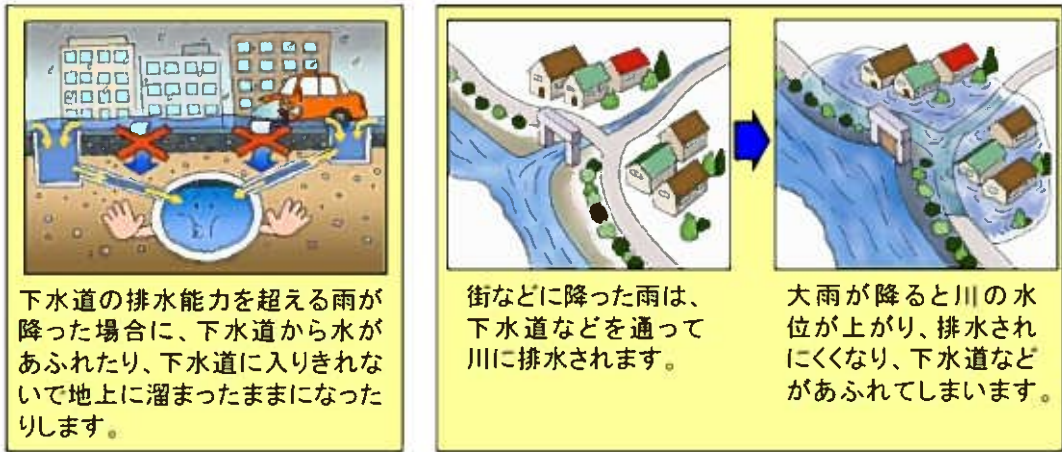 下水道の排水能力を超える雨が
降った場合に、下水道から水が
あふれたり、下水道に入りきれな
いで地上に溜まったままになった
りします。
街などに降った雨は、
下水道などを通って
川に排水されます。
大雨が降ると川の水
位が上がり、排水され
にくくなり、下水道など
があふれてしまいます。